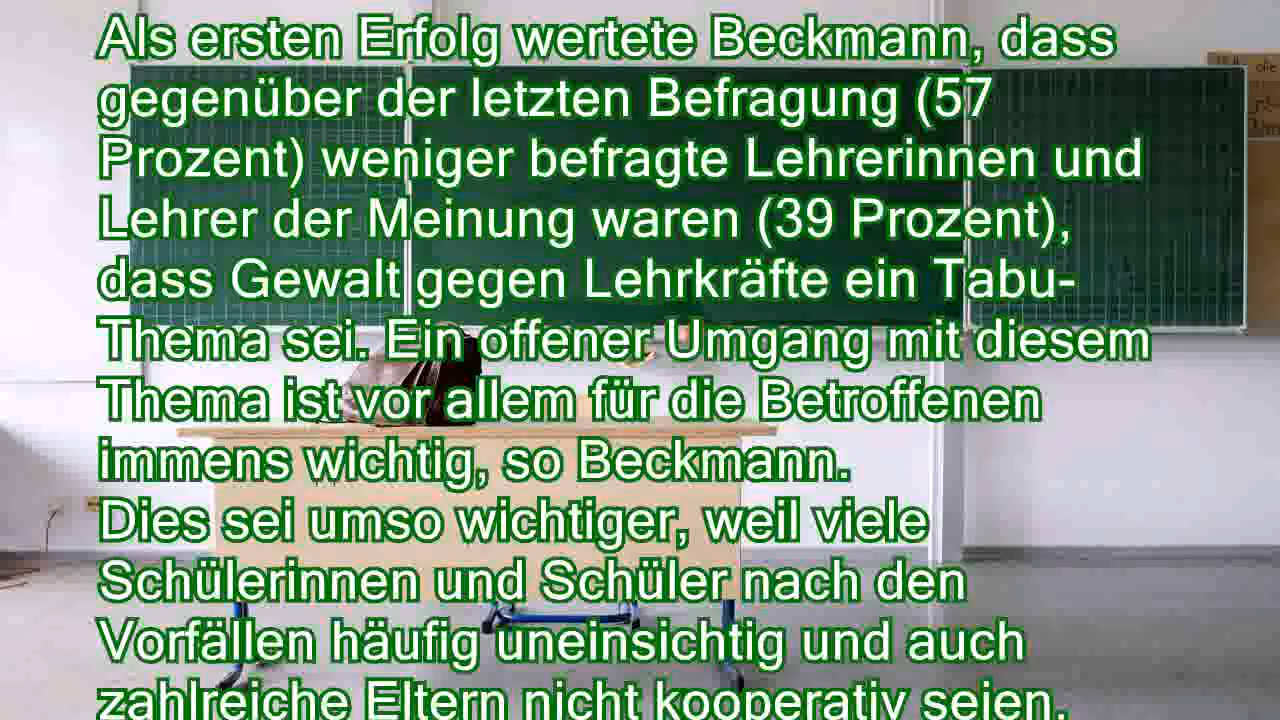 Als ersten Erfolg wertete Beckmann, dass
gegenüber der letzten Befragung (57
Prozent) weniger befragte Lehrerinnen und
Lehrer der Meinung waren (39 Prozent),
dass Gewalt gegen Lehrkräfte ein Tabu-
Thema sei. Ein offener Umgang mit diesem
Thema ist vor allem für die Betroffenen
immens wichtig, so Beckmann.
Dies sei umso wichtiger, weil viele
Schülerinnen und Schüler nach den
Vorfällen häufig uneinsichtig und auch
zahlreiche Eltern nicht kooperativ seien.